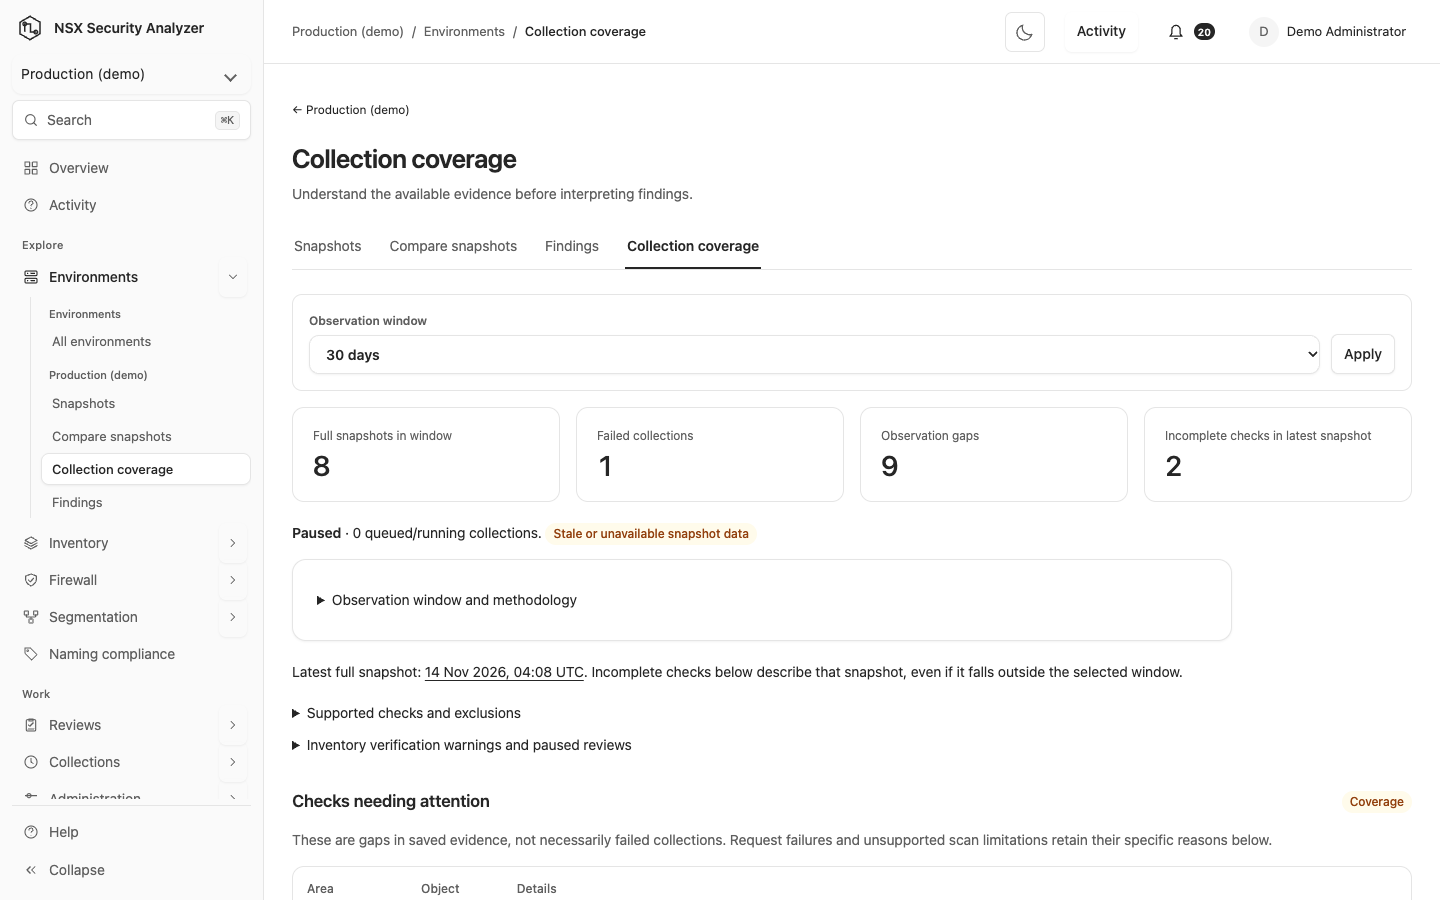 NSX Security Analyzer
Production (demo) / Environments / Collection coverage
Activity
20
D
Demo Administrator
Production (demo)
Search
⌘K
Overview
Activity
Explore
Environments
Environments
All environments
Production (demo)
Snapshots
Compare snapshots
Collection coverage
Findings
Inventory
Firewall
Segmentation
Naming compliance
Work
Reviews
Collections
Administration
Help
Collapse
← Production (demo)
Collection coverage
Understand the available evidence before interpreting findings.
Snapshots
Compare snapshots
Findings
Collection coverage
Observation window
30 days
Apply
Full snapshots in window
8
Failed collections
1
Observation gaps
9
Incomplete checks in latest snapshot
2
Paused · 0 queued/running collections. Stale or unavailable snapshot data
Observation window and methodology
Latest full snapshot: 14 Nov 2026, 04:08 UTC. Incomplete checks below describe that snapshot, even if it falls outside the selected window.
Supported checks and exclusions
Inventory verification warnings and paused reviews
Checks needing attention
Coverage
These are gaps in saved evidence, not necessarily failed collections. Request failures and unsupported scan limitations retain their specific reasons below.
Area
Object
Details